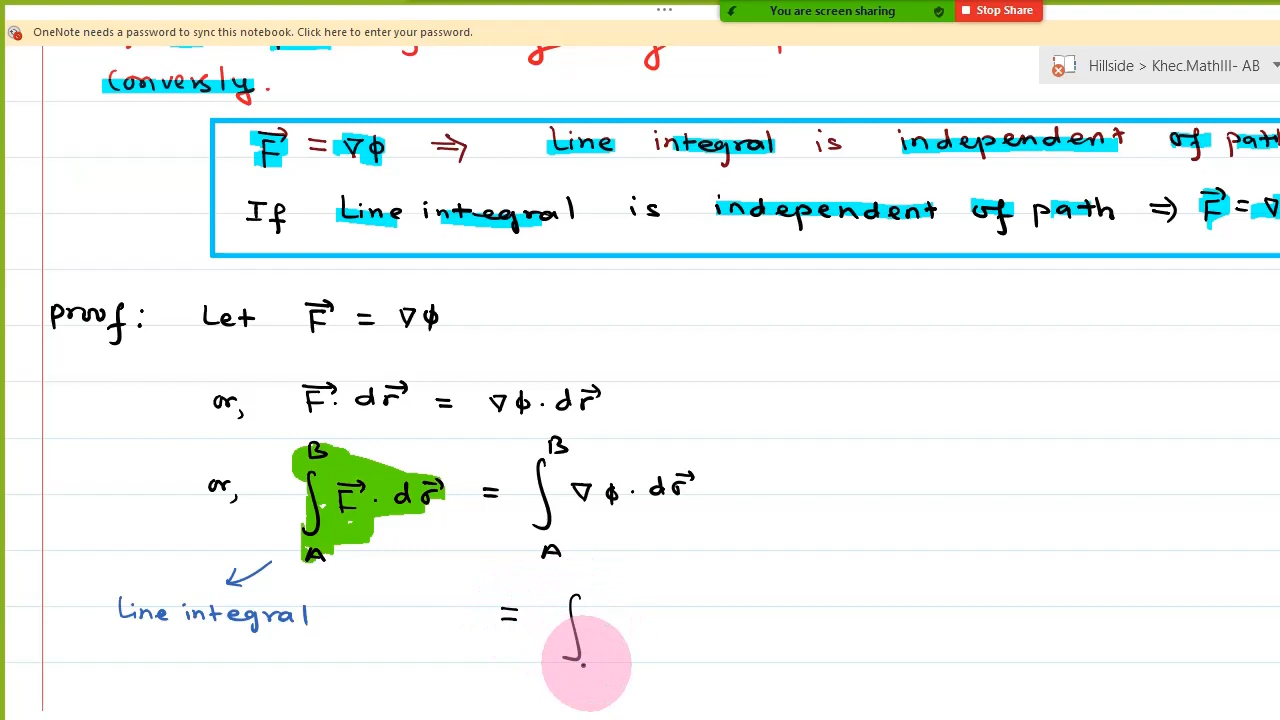 You are screen sharing
Stop Share
OneNote needs a password to sync this notebook. Click here to enter your password.
Hillside > Khec.MathIII- AB
conversly.
F⃗ = ∇ϕ ⇒ Line integral is independent of path
If Line integral is independent of path ⇒ F⃗ = ∇
Proof: Let F⃗ = ∇ϕ
or, F⃗. dr⃗ = ∇ϕ . dr⃗
or, ∫_A^B F⃗ . dr⃗ = ∫_A^B ∇ϕ . dr⃗
Line integral = ∫